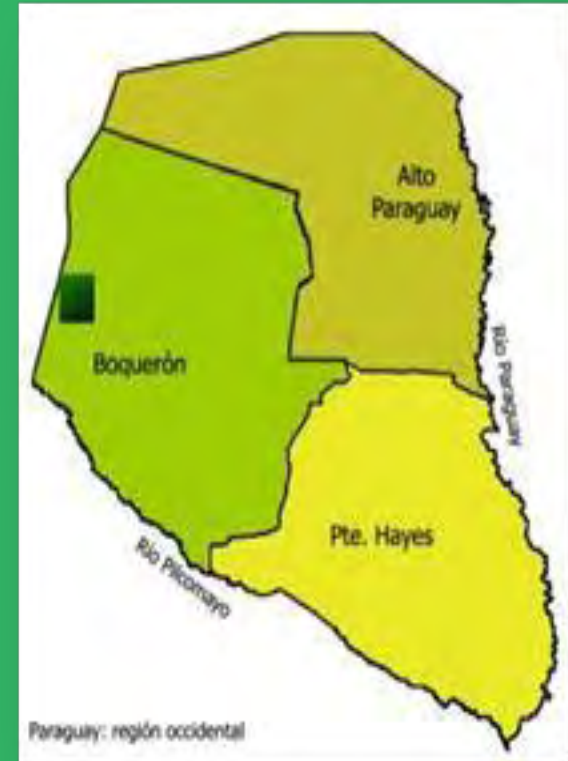 Alto
Paraguay
Río Paraguay
Boquerón
Pte. Hayes
Río Pilcomayo
Paraguay: región occidental